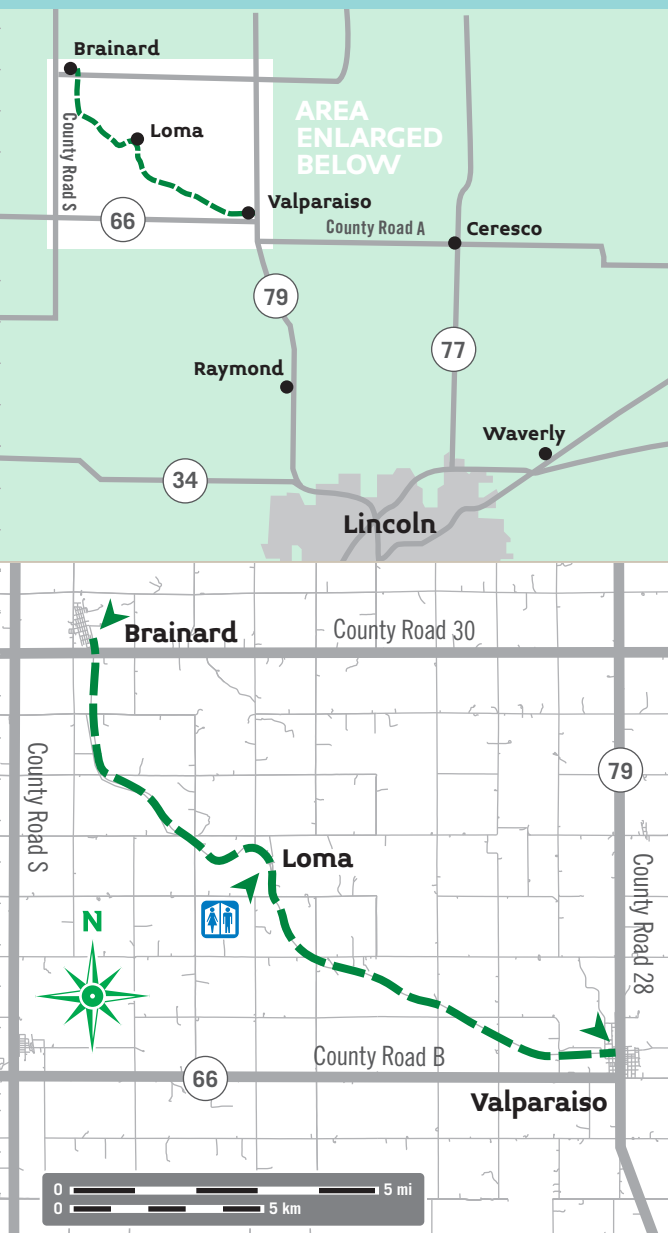 Brainard
Loma
County Road S
AREA
ENLARGED
BELOW
Valparaiso
66
County Road A
Ceresco
79
77
Raymond
Waverly
34
Lincoln
Brainard
County Road 30
County Road S
79
Loma
County Road 28
N
County Road B
66
Valparaiso
0 5 mi
0 5 km